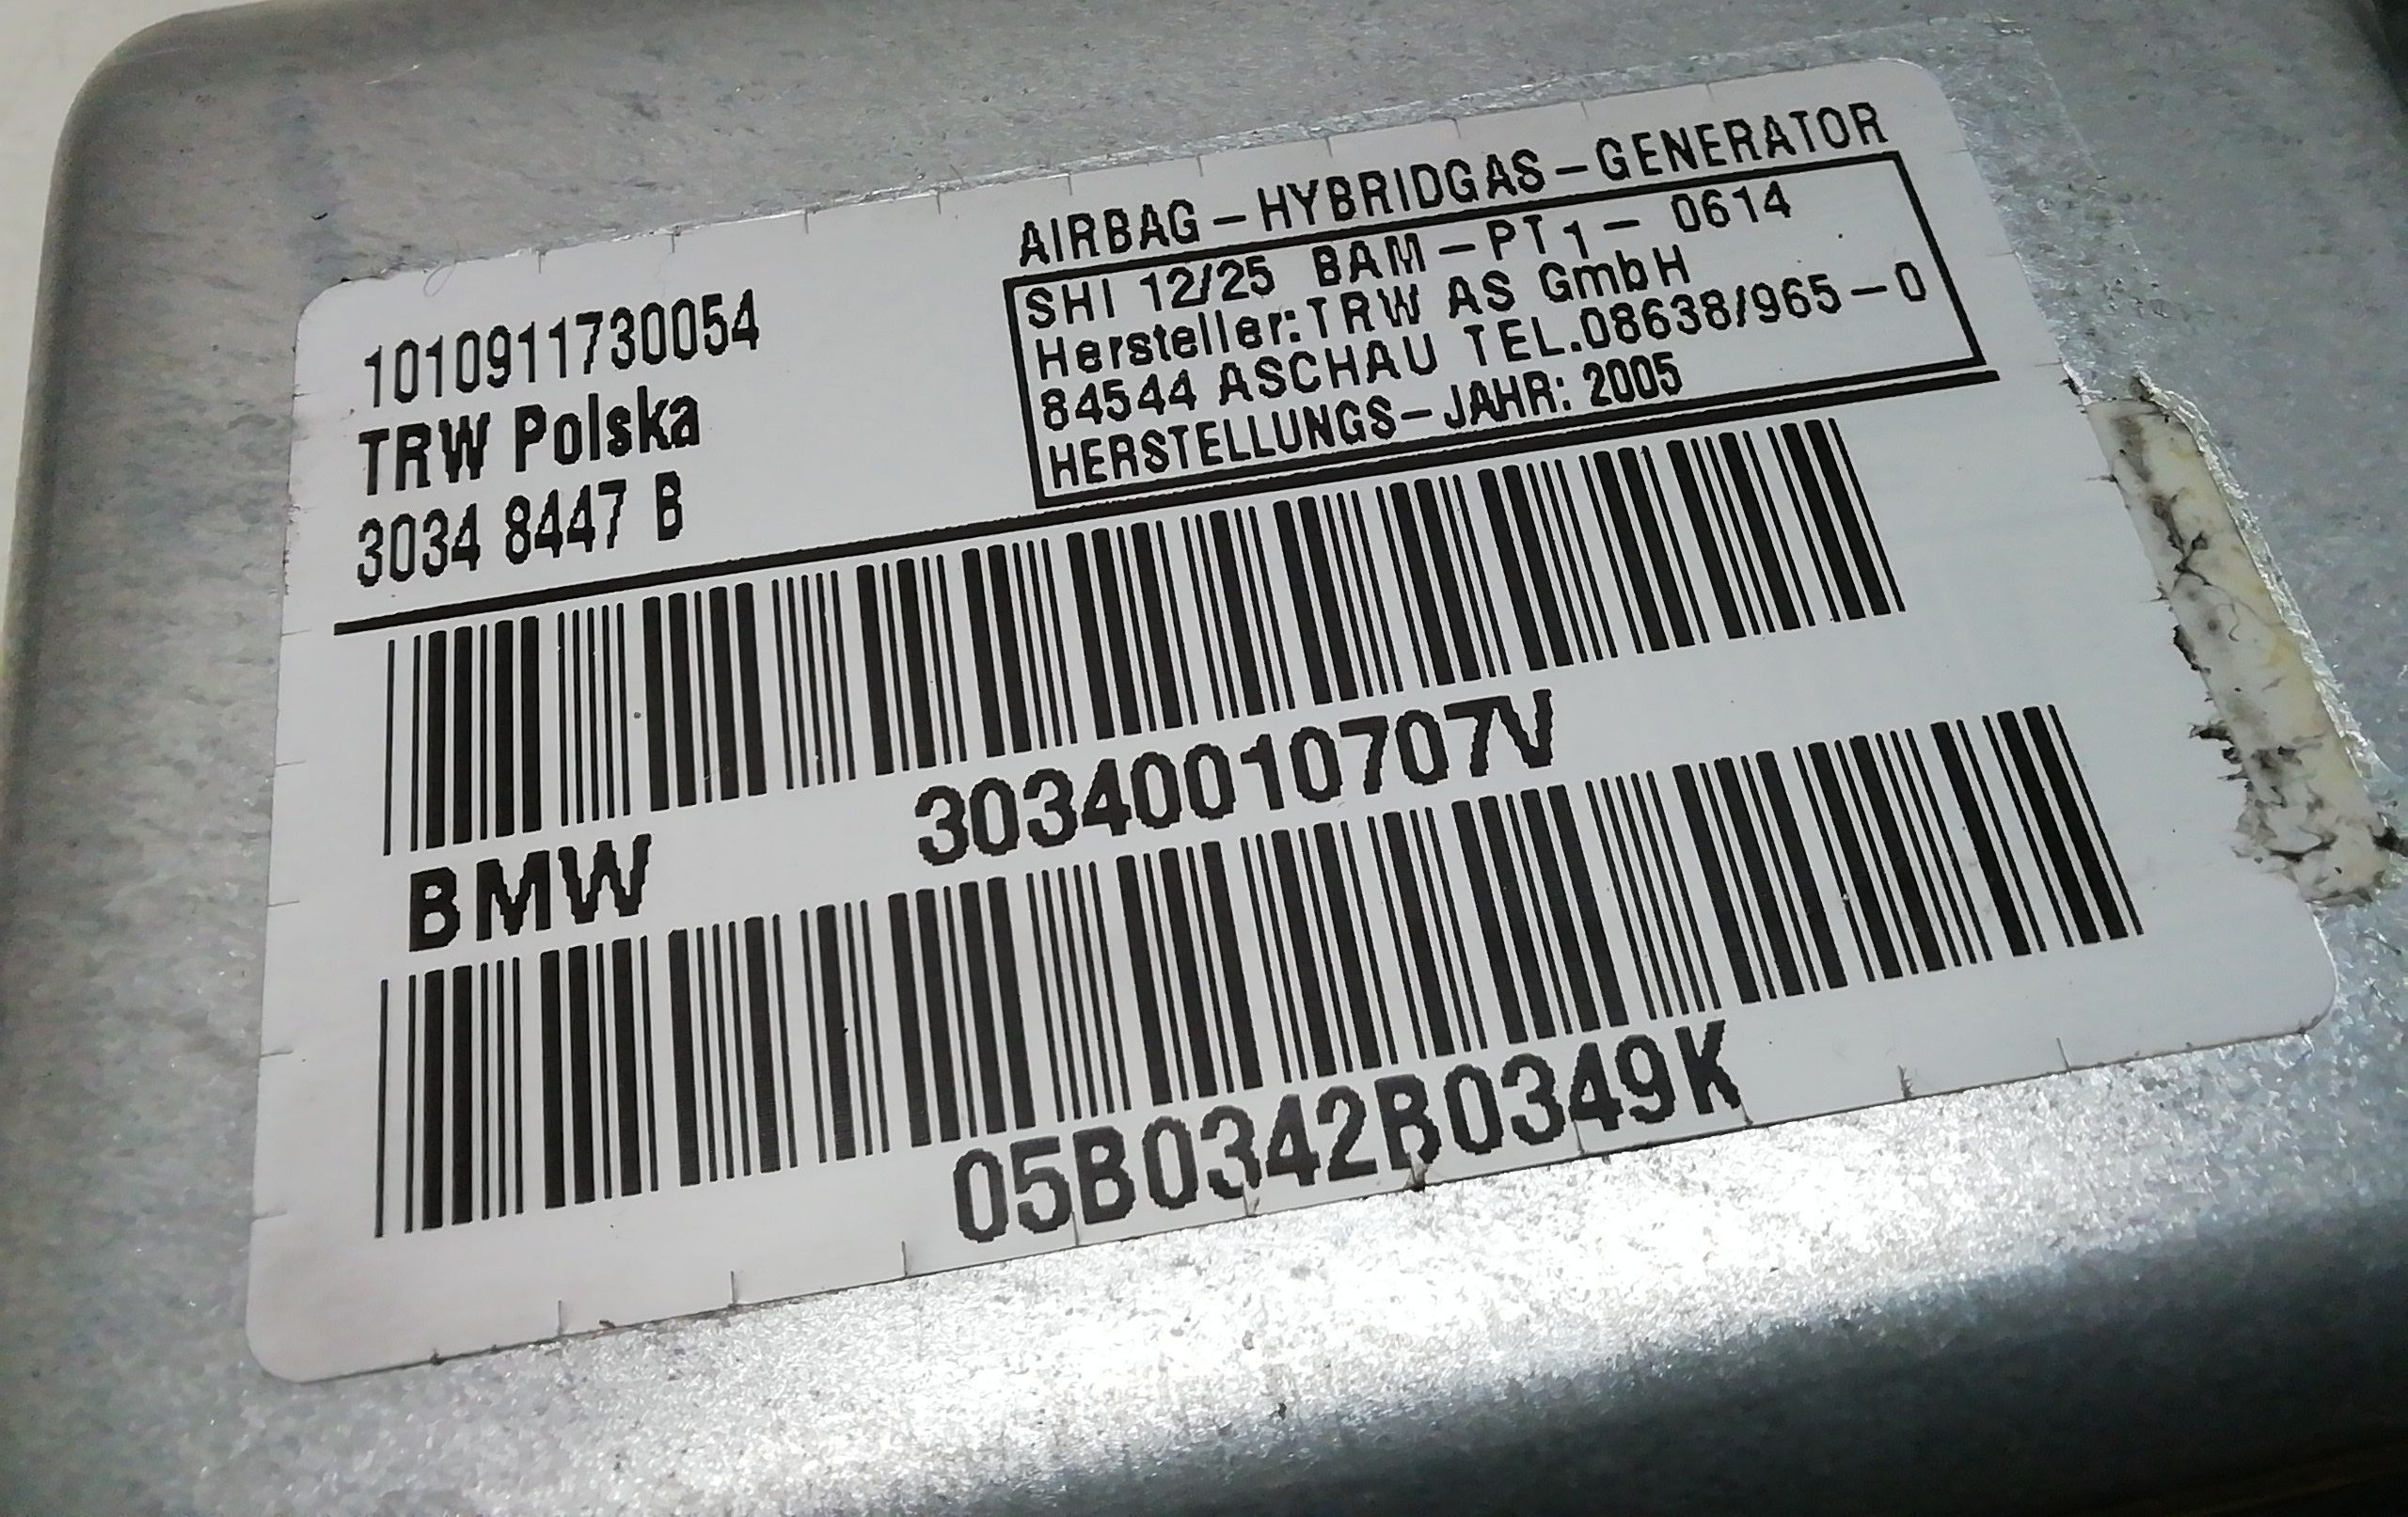 1010911730054
TRW Polska
3034 8447 B
AIRBAG-HYBRIDGAS-GENERATOR
SHI 12/25 BAM-PT1- 0614
Hersteller:TRW AS GmbH
84544 ASCHAU TEL.08638/965-0
HERSTELLUNGS-JAHR: 2005
BMW 30340010707V
05B0342B0349K